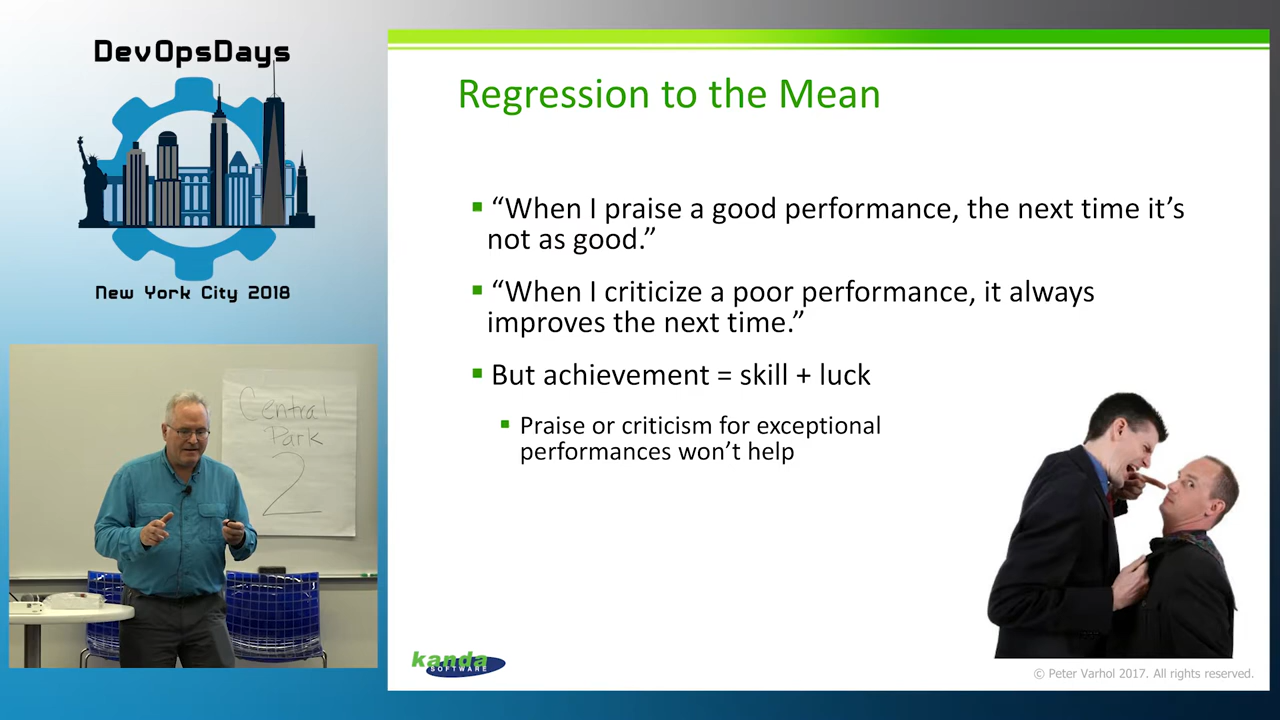 DevOpsDays
New York City 2018
Central
Park
2
Regression to the Mean
“When I praise a good performance, the next time it’s
not as good.”
“When I criticize a poor performance, it always
improves the next time.”
But achievement = skill + luck
Praise or criticism for exceptional
performances won’t help
kanda
SOFTWARE
© Peter Varhol 2017. All rights reserved.